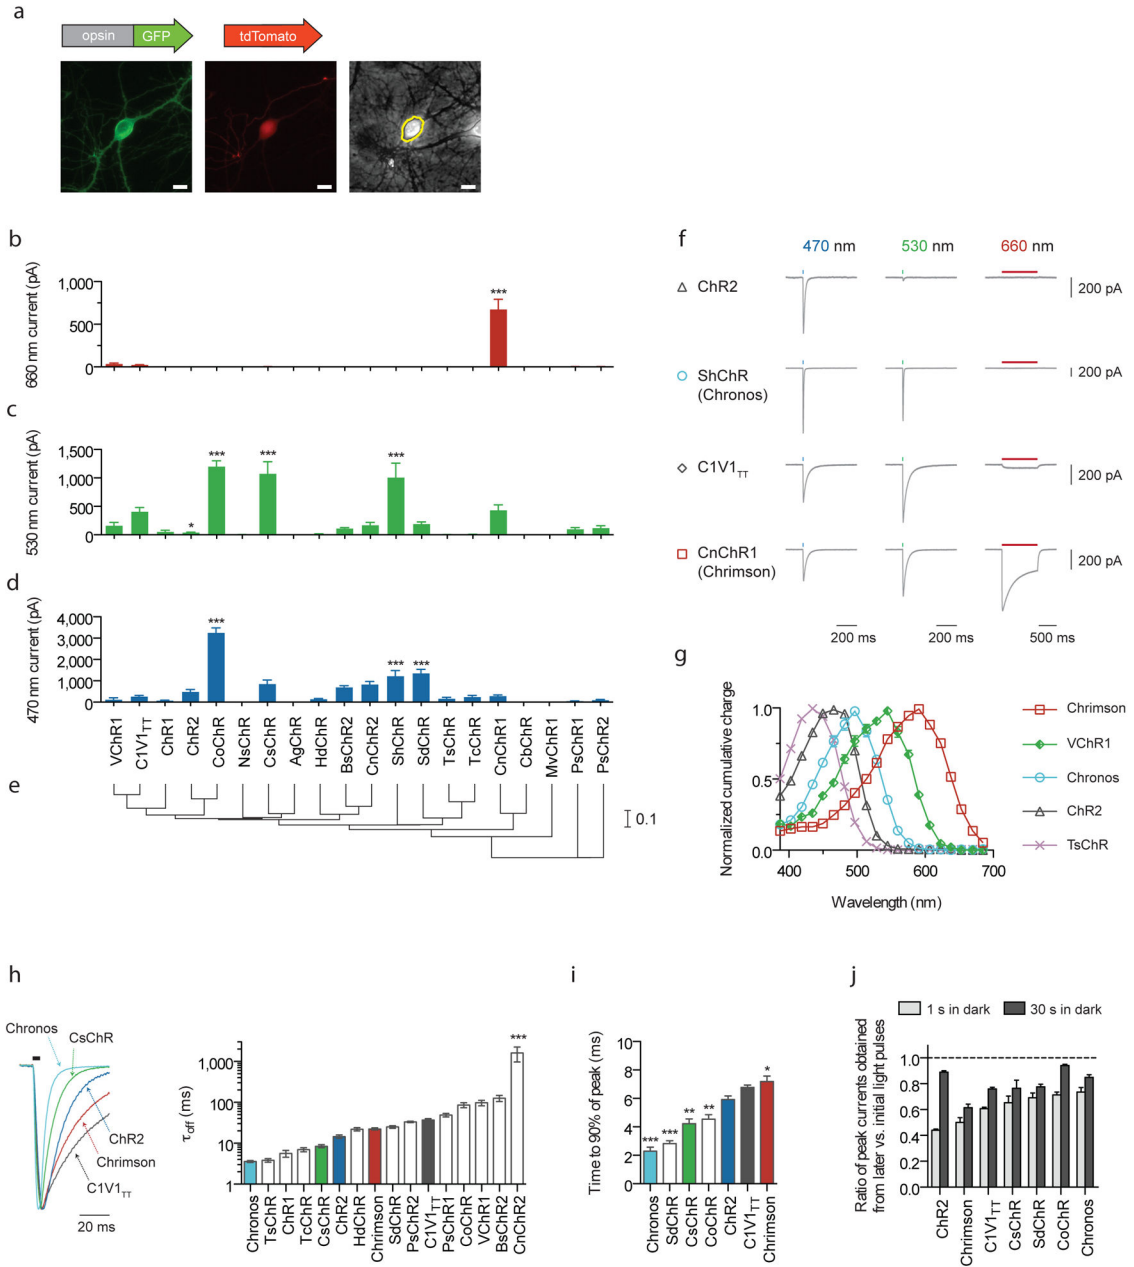 a
opsin GFP tdTomato
b
660 nm current (pA)
1,000
500
0
***
c
530 nm current (pA)
1,500
1,000
500
0
*
***
***
***
d
470 nm current (pA)
4,000
3,000
2,000
1,000
0
***
***
***
VChR1
C1V1TT
ChR1
ChR2
CoChR
NsChR
CsChR
AgChR
HdChR
BsChR2
CnChR2
ShChR
SdChR
TsChR
TcChR
CnChR1
CbChR
MvChR1
PsChR1
PsChR2
e
0.1
f
470 nm 530 nm 660 nm
ChR2
200 pA
ShChR
(Chronos)
200 pA
C1V1TT
200 pA
CnChR1
(Chrimson)
200 pA
200 ms 200 ms 500 ms
g
Normalized cumulative charge
1.0
0.5
0.0
400 500 600 700
Wavelength (nm)
Chrimson
VChR1
Chronos
ChR2
TsChR
h
Chronos
CsChR
ChR2
Chrimson
C1V1TT
20 ms
τoff (ms)
1,000
100
10
1
***
Chronos
TsChR
ChR1
TcChR
CsChR
ChR2
HdChR
Chrimson
SdChR
PsChR2
C1V1TT
PsChR1
CoChR
VChR1
BsChR2
CnChR2
i
Time to 90% of peak (ms)
10
8
6
4
2
0
***
***
**
**
*
Chronos
SdChR
CsChR
CoChR
ChR2
C1V1TT
Chrimson
j
1 s in dark 30 s in dark
Ratio of peak currents obtained
from later vs. initial light pulses
1.0
0.8
0.6
0.4
0.2
0.0
ChR2
Chrimson
C1V1TT
CsChR
SdChR
CoChR
Chronos